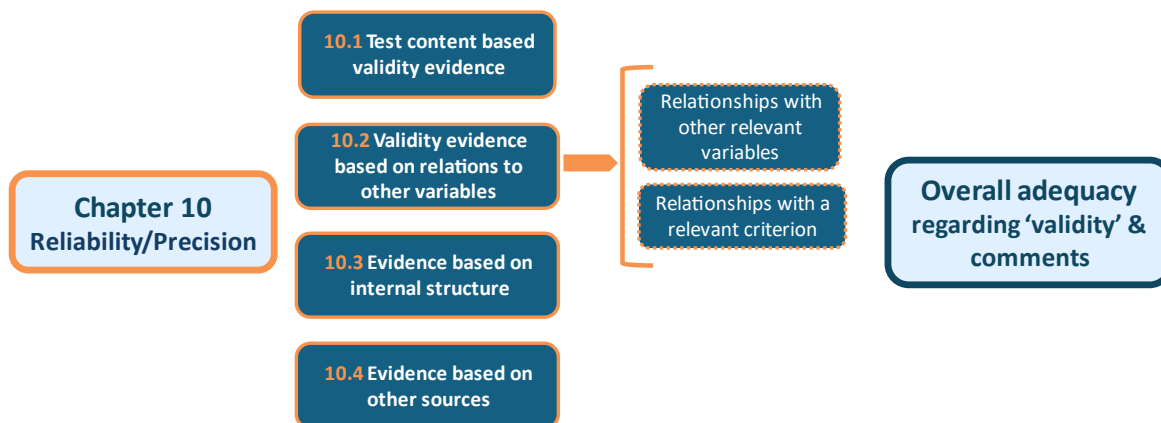 Chapter 10
Reliability/Precision
10.1 Test content based
validity evidence
10.2 Validity evidence
based on relations to
other variables
10.3 Evidence based on
internal structure
10.4 Evidence based on
other sources
Relationships with
other relevant
variables
Relationships with a
relevant criterion
Overall adequacy
regarding ‘validity’ &
comments